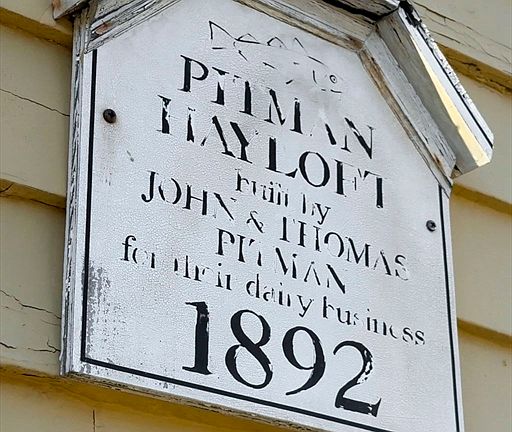 PITMAN
HAYLOFT
built by
JOHN & THOMAS
PITMAN
for their dairy business
1892